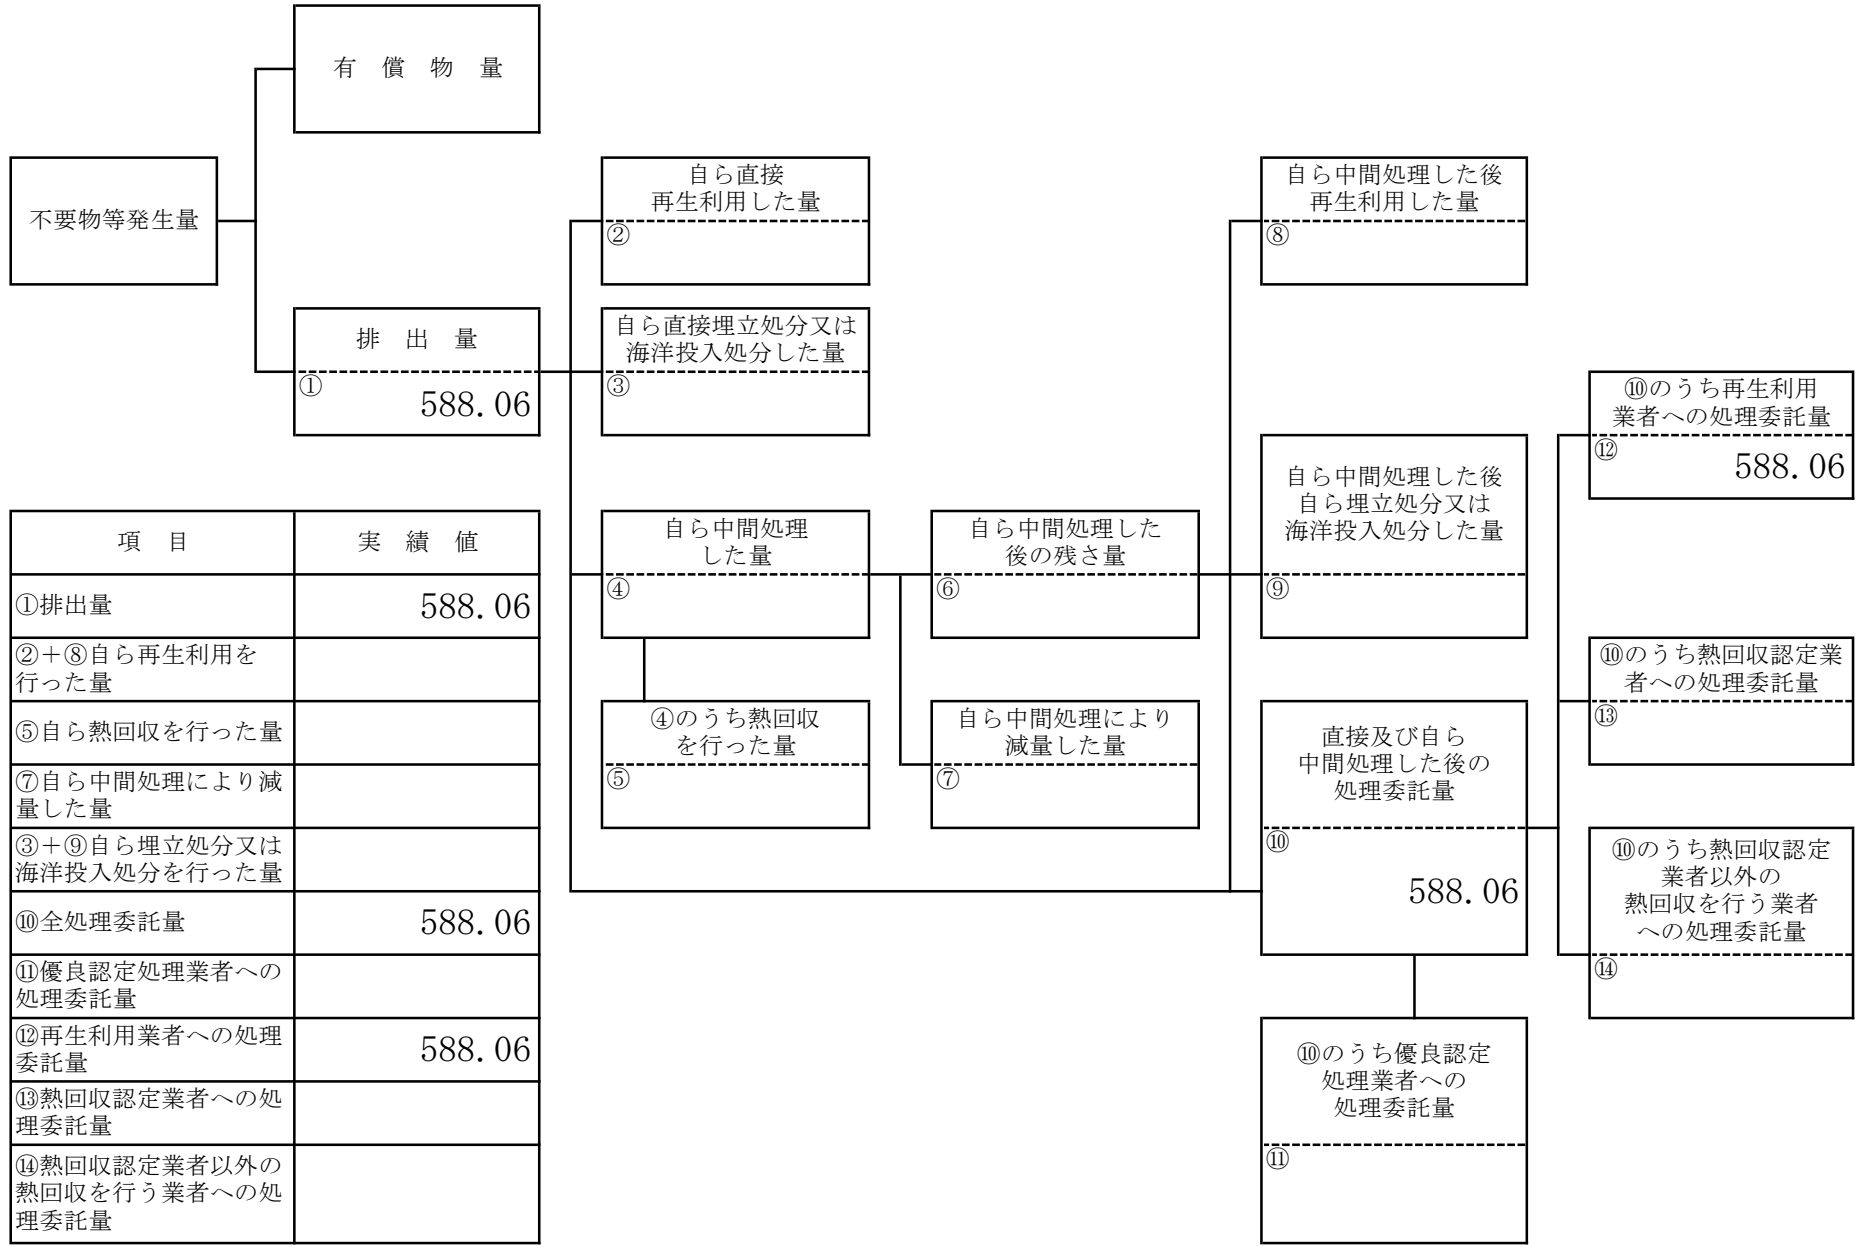 有 償 物 量
不要物等発生量
排 出 量
①
588.06
自ら直接
再生利用した量
②
自ら直接埋立処分又は
海洋投入処分した量
③
自ら中間処理
した量
④
④のうち熱回収
を行った量
⑤
自ら中間処理した
後の残さ量
⑥
自ら中間処理により
減量した量
⑦
自ら中間処理した後
再生利用した量
⑧
自ら中間処理した後
自ら埋立処分又は
海洋投入処分した量
⑨
直接及び自ら
中間処理した後の
処理委託量
⑩
588.06
⑩のうち優良認定
処理業者への
処理委託量
⑪
⑩のうち再生利用
業者への処理委託量
⑫
588.06
⑩のうち熱回収認定業
者への処理委託量
⑬
⑩のうち熱回収認定
業者以外の
熱回収を行う業者
への処理委託量
⑭
項 目
実 績 値
①排出量
588.06
②＋⑧自ら再生利用を
行った量
⑤自ら熱回収を行った量
⑦自ら中間処理により減
量した量
③＋⑨自ら埋立処分又は
海洋投入処分を行った量
⑩全処理委託量
588.06
⑪優良認定処理業者への
処理委託量
⑫再生利用業者への処理
委託量
588.06
⑬熱回収認定業者への処
理委託量
⑭熱回収認定業者以外の
熱回収を行う業者への処
理委託量